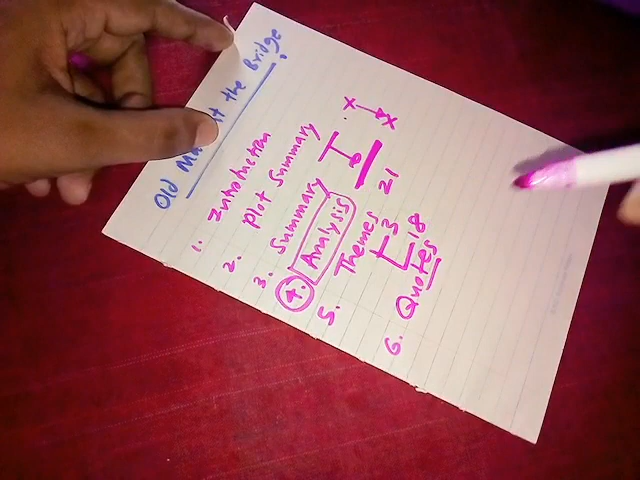 Old Man at the Bridge:
1. Introduction
2. Plot Summary
3. Summary
4. Analysis
5. Themes
6. Quotes
21
3
18